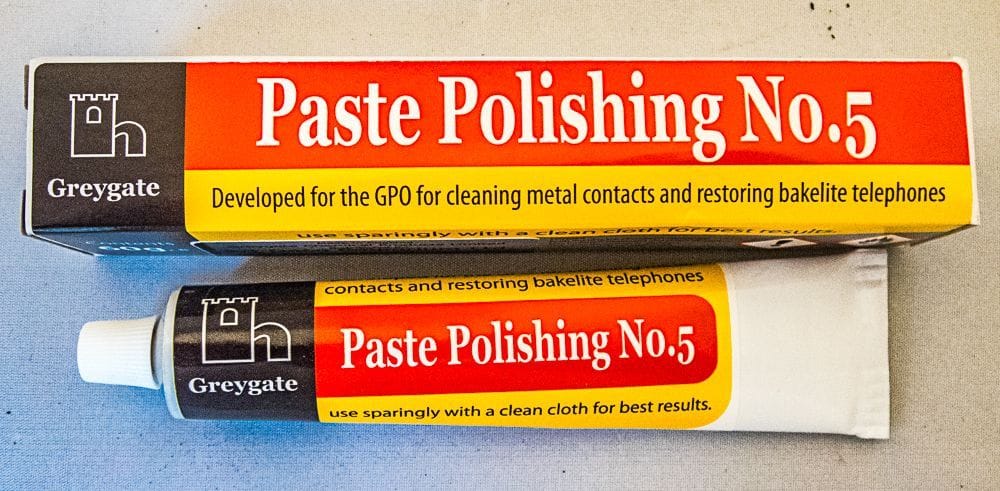 Paste Polishing No.5
Greygate
Developed for the GPO for cleaning metal contacts and restoring bakelite telephones
use sparingly with a clean cloth for best results.
60g
contacts and restoring bakelite telephones
Paste Polishing No.5
Greygate
use sparingly with a clean cloth for best results.